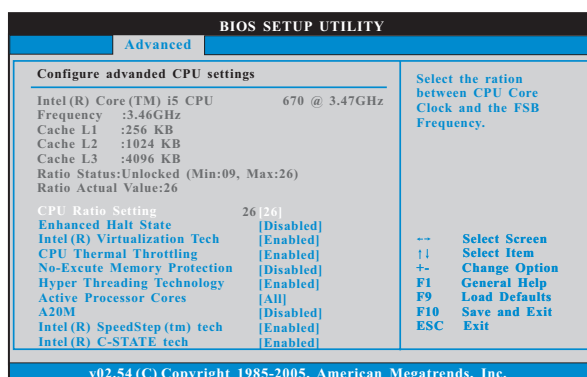 BIOS SETUP UTILITY
Advanced
Configure advanded CPU settings
Intel(R) Core(TM) i5 CPU 670 @ 3.47GHz
Frequency :3.46GHz
Cache L1 :256 KB
Cache L2 :1024 KB
Cache L3 :4096 KB
Ratio Status:Unlocked (Min:09, Max:26)
Ratio Actual Value:26
CPU Ratio Setting 26 [26]
Enhanced Halt State [Disabled]
Intel(R) Virtualization Tech [Enabled]
CPU Thermal Throttling [Enabled]
No-Excute Memory Protection [Disabled]
Hyper Threading Technology [Enabled]
Active Processor Cores [All]
A20M [Disabled]
Intel(R) SpeedStep(tm) tech [Enabled]
Intel(R) C-STATE tech [Enabled]
Select the ration
between CPU Core
Clock and the FSB
Frequency.
←→ Select Screen
↑↓ Select Item
+- Change Option
F1 General Help
F9 Load Defaults
F10 Save and Exit
ESC Exit
v02.54 (C) Copyright 1985-2005, American Megatrends, Inc.